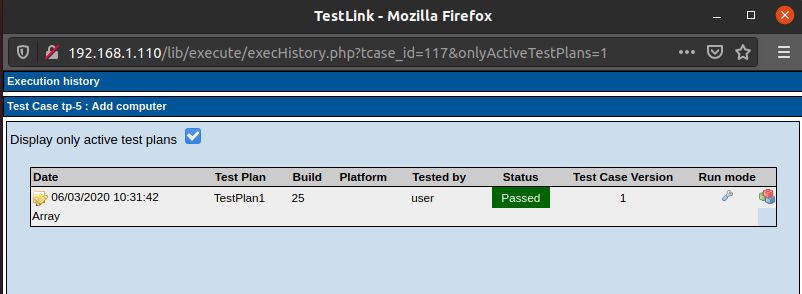 TestLink - Mozilla Firefox
192.168.1.110/lib/execute/execHistory.php?tcase_id=117&onlyActiveTestPlans=1
Execution history
Test Case tp-5 : Add computer
Display only active test plans
Date Test Plan Build Platform Tested by Status Test Case Version Run mode
06/03/2020 10:31:42 TestPlan1 25 user Passed 1
Array